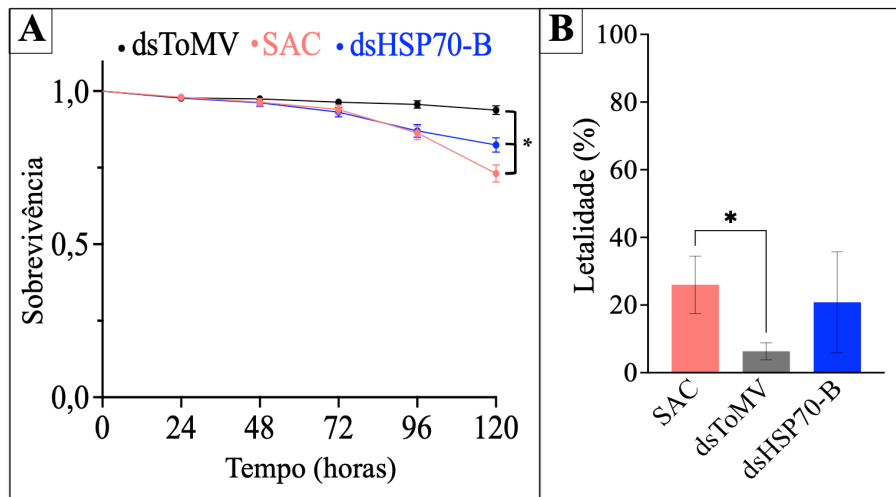 A
• dsToMV • SAC • dsHSP70-B
Sobrevivência
1,0
0,5
0,0
*
0 24 48 72 96 120
Tempo (horas)
B
Letalidade (%)
100
80
60
40
20
0
*
SAC
dsToMV
dsHSP70-B